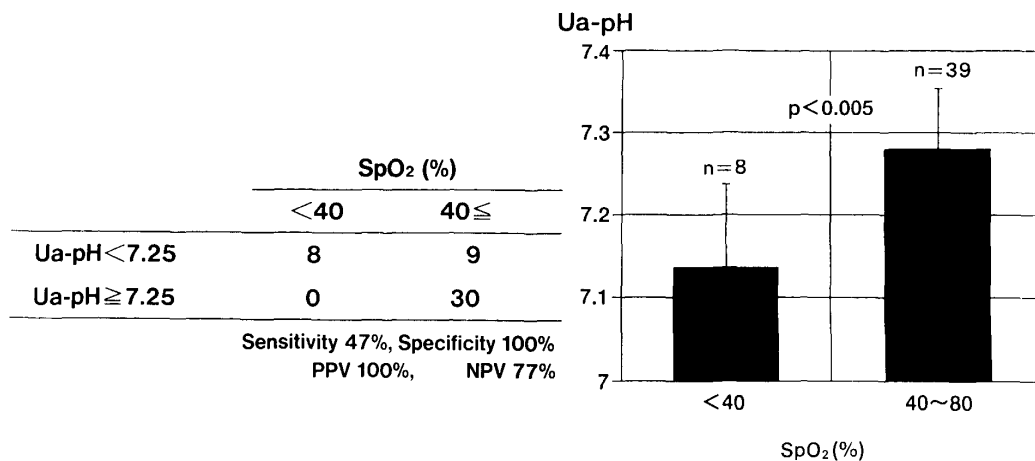 SpO₂ (%)
<40 40≦
Ua-pH<7.25 8 9
Ua-pH≧7.25 0 30
Sensitivity 47%, Specificity 100%
PPV 100%, NPV 77%
Ua-pH
7.4
7.3
7.2
7.1
7
n=8
p<0.005
n=39
<40 40~80
SpO₂(%)